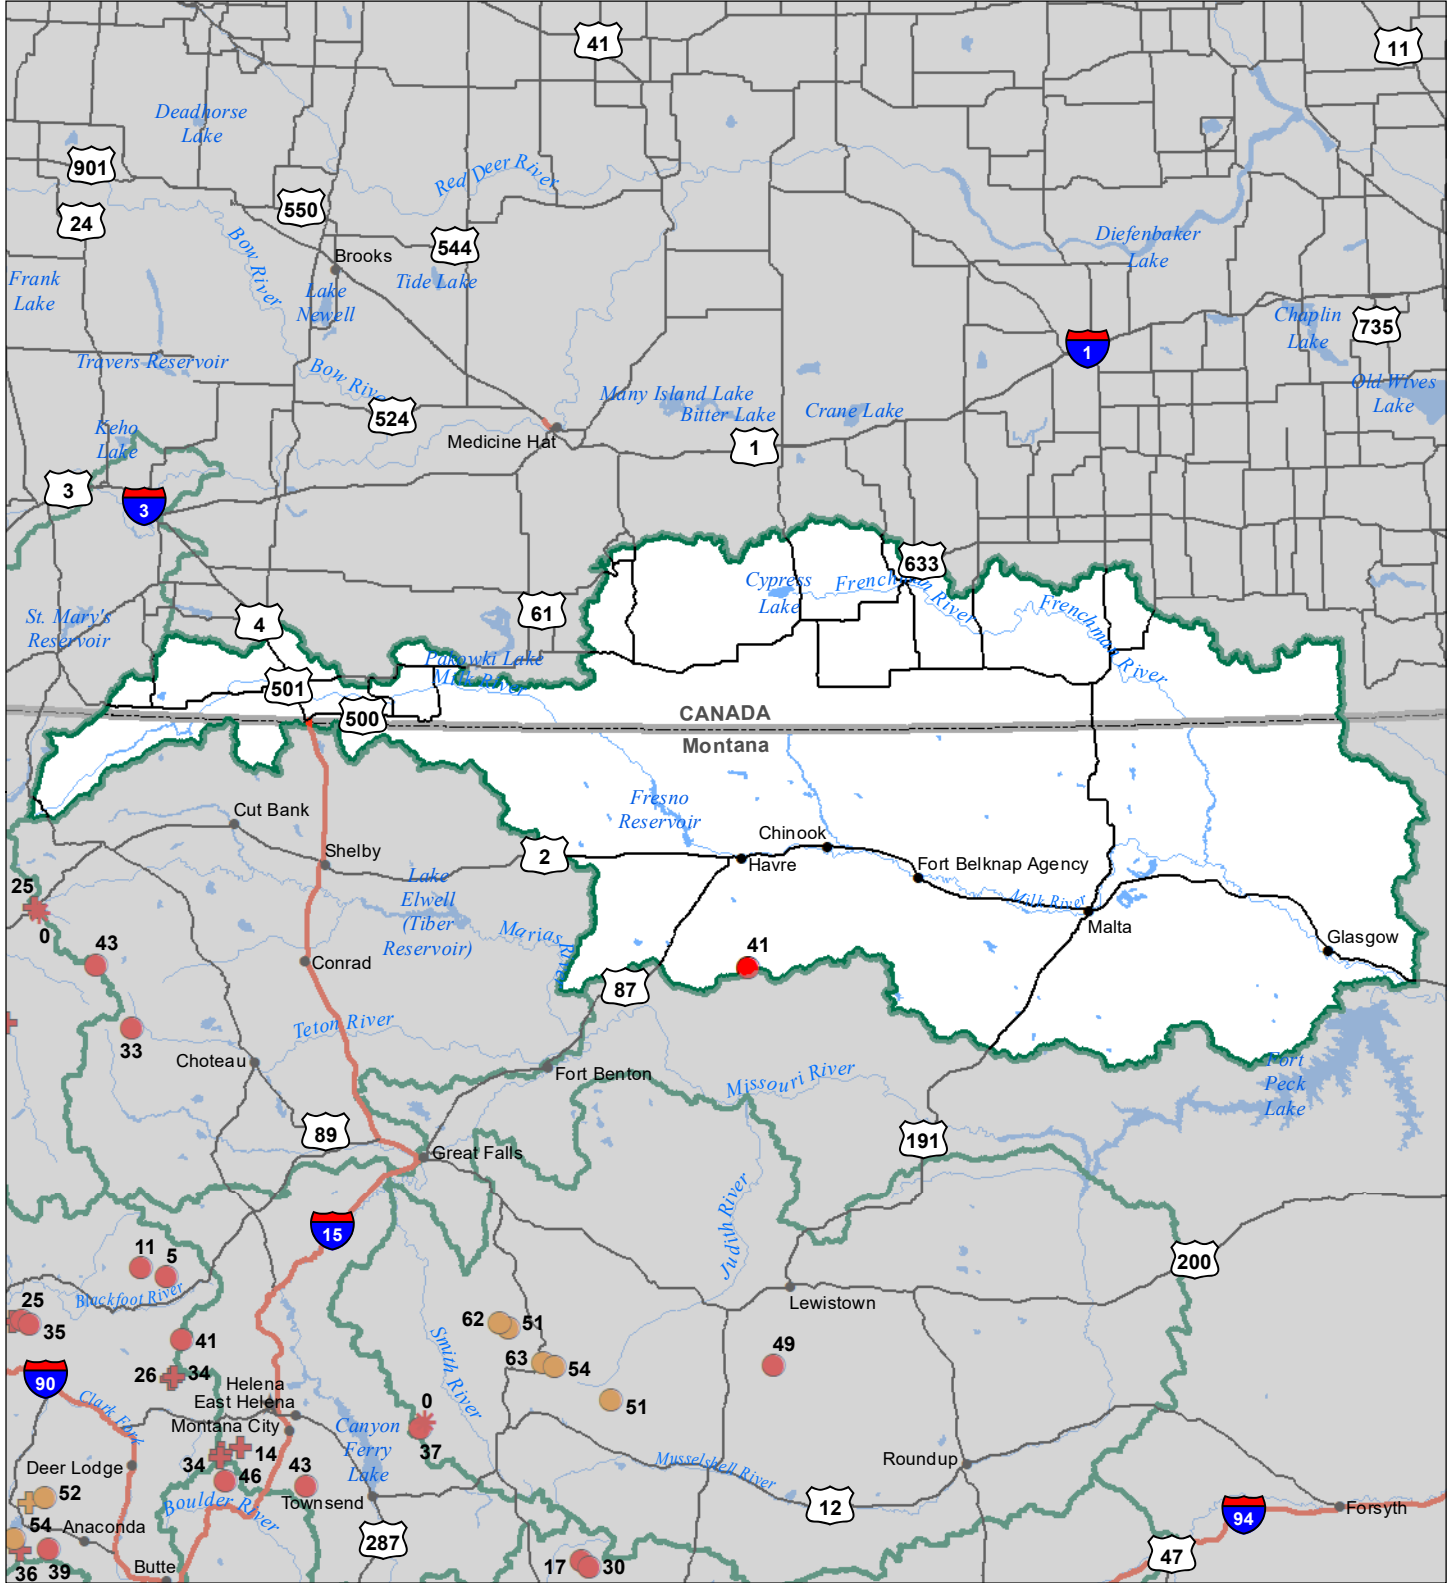 41
11
Deadhorse
Lake
901
Red Deer River
550
24
544
Bow River
Diefenbaker
Lake
Brooks
Frank
Lake
Tide Lake
Lake
Newell
Chaplin
Lake
735
1
Travers Reservoir
Bow River
Old Wives
Lake
Many Island Lake
524
Bitter Lake
Crane Lake
Keho
Lake
Medicine Hat
1
3
3
633
Cypress
Lake
Frenchman River
Frenchman River
61
St. Mary's
Reservoir
4
Pakowki Lake
Milk River
501
500
CANADA
Montana
Fresno
Reservoir
Cut Bank
Chinook
Shelby
2
Havre
Fort Belknap Agency
Lake
Elwell
(Tiber
Reservoir)
25
0
Milk River
Malta
Marias River
43
Conrad
41
Glasgow
87
Teton River
33
Choteau
Fort Benton
Missouri River
Fort
Peck
Lake
89
191
Great Falls
Judith River
15
200
11
5
Blackfoot River
25
35
Lewistown
62
51
41
Smith River
63
54
49
26
34
90
Helena
East Helena
Clark Fork
0
51
Montana City
Canyon
Ferry
Lake
37
14
34
46
43
Musselshell River
Roundup
Deer Lodge
52
Boulder River
Townsend
12
94
Forsyth
54
Anaconda
287
47
36
39
Butte
17
30